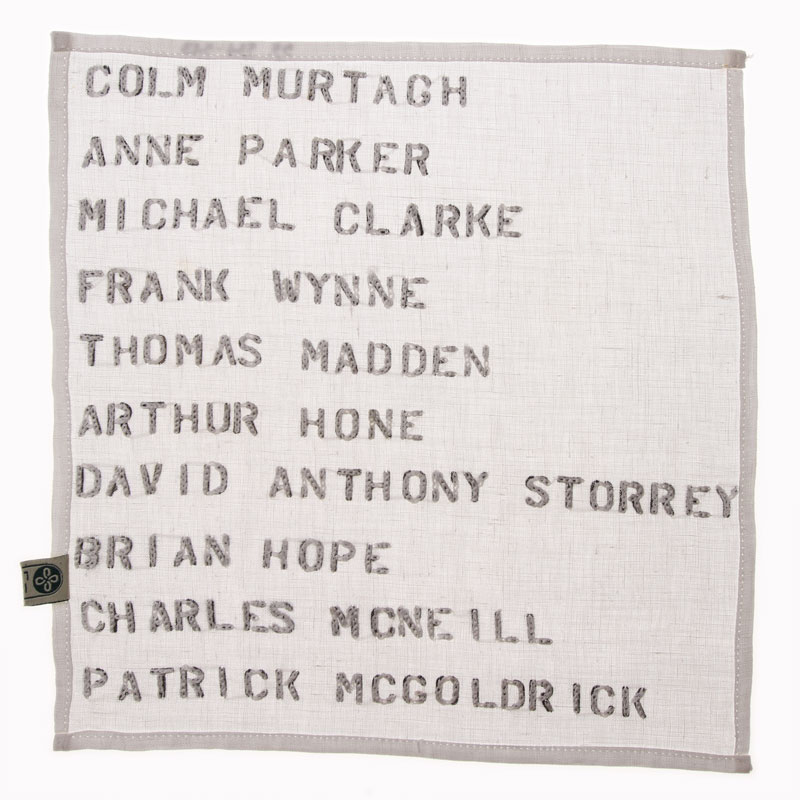 COLM MURTAGH
ANNE PARKER
MICHAEL CLARKE
FRANK WYNNE
THOMAS MADDEN
ARTHUR HONE
DAVID ANTHONY STORREY
BRIAN HOPE
CHARLES MCNEILL
PATRICK MCGOLDRICK